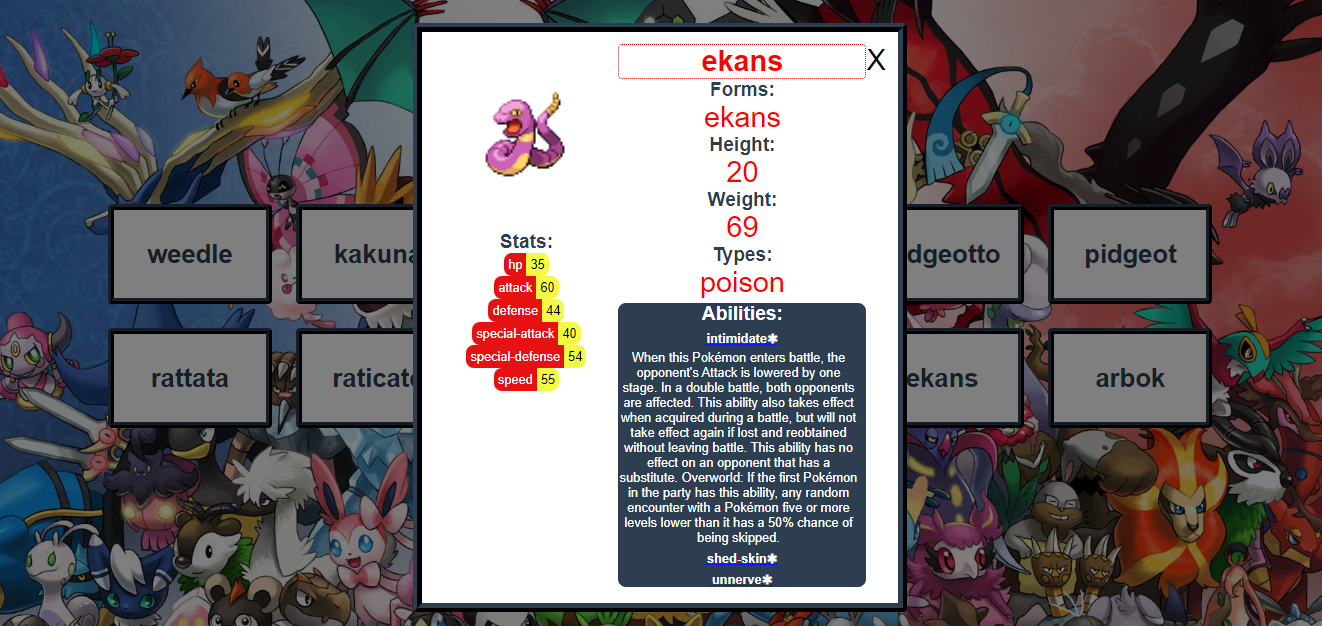 ekans
X
Forms:
ekans
Height:
20
Weight:
69
Types:
poison
Stats:
hp 35
attack 60
defense 44
special-attack 40
special-defense 54
speed 55
Abilities:
intimidate✱
When this Pokémon enters battle, the
opponent's Attack is lowered by one
stage. In a double battle, both opponents
are affected. This ability also takes effect
when acquired during a battle, but will not
take effect again if lost and reobtained
without leaving battle. This ability has no
effect on an opponent that has a
substitute. Overworld: If the first Pokémon
in the party has this ability, any random
encounter with a Pokémon five or more
levels lower than it has a 50% chance of
being skipped.
shed-skin✱
unnerve✱
weedle
kakuna
dgeotto
pidgeot
rattata
raticate
ekans
arbok